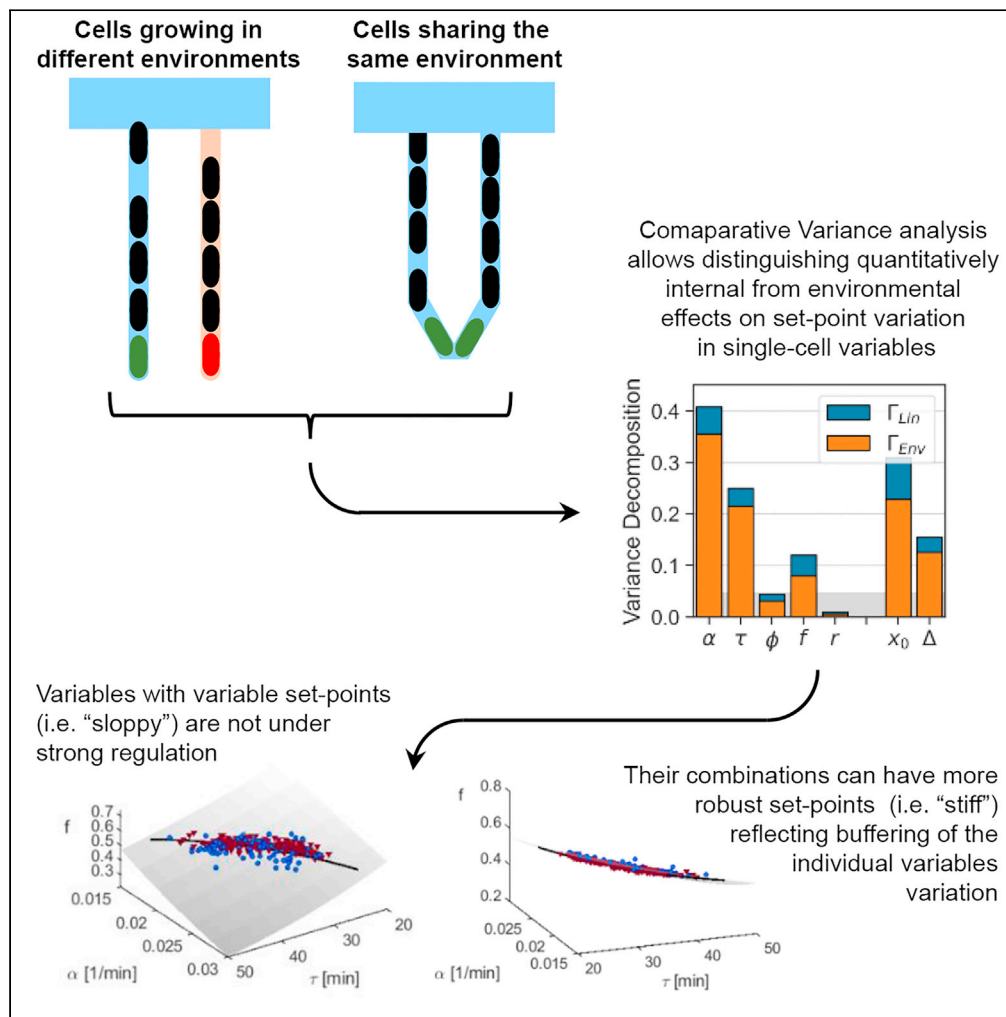 Cells growing in
different environments
Cells sharing the
same environment
Comaparative Variance analysis
allows distinguishing quantitatively
internal from environmental
effects on set-point variation
in single-cell variables
Variance Decomposition
0.4
0.3
0.2
0.1
0.0
Γ_Lin
Γ_Env
α τ ϕ f r x₀ Δ
Variables with variable set-points
(i.e. “sloppy”) are not under
strong regulation
Their combinations can have more
robust set-points (i.e. “stiff”)
reflecting buffering of the
individual variables
variation
f
0.7
0.6
0.5
0.4
0.3
0.015
0.02
0.025
0.03
α [1/min]
50
40
30
20
τ [min]
f
0.8
0.6
0.4
0.2
0.025
0.02
0.015
α [1/min]
20
30
40
50
τ [min]